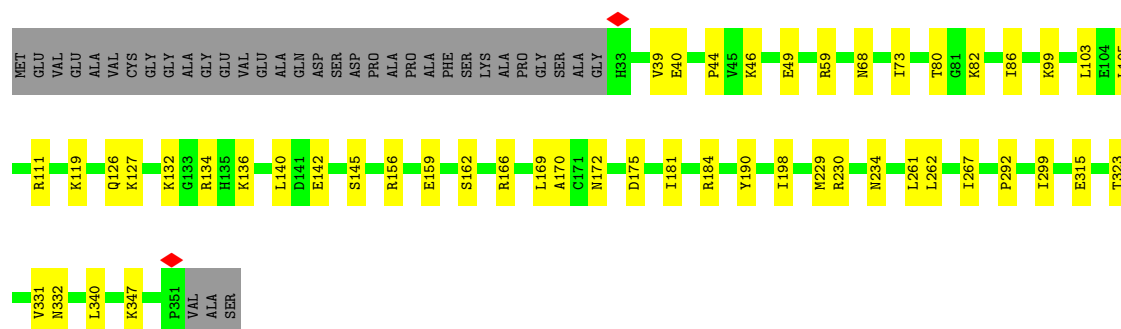 MET GLU VAL GLU ALA VAL CYS GLY GLY ALA GLY GLU VAL GLU ALA GLN ASP SER ASP PRO ALA PRO ALA PHE SER LYS ALA PRO GLY SER ALA GLY H33 V39 E40 P44 V45 K46 E49 R59 N68 I73 T80 G81 K82 I86 K99 L103 E104
R111 K119 Q126 K127 K132 G133 R134 H135 K136 L140 D141 E142 S145 R156 E159 S162 R166 L169 A170 C171 N172 D175 I181 R184 Y190 I198 M229 R230 N234 L261 L262 I267 P292 I299 E315 T323
V331 N332 L340 K347 P351 VAL ALA SER